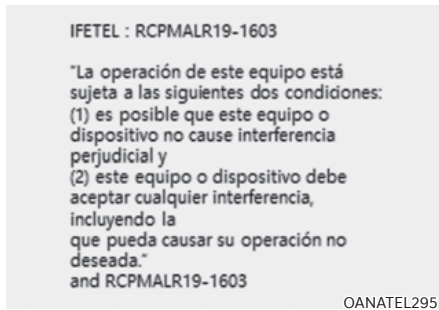 IFETEL : RCPMALR19-1603
"La operación de este equipo está
sujeta a las siguientes dos condiciones:
(1) es posible que este equipo o
dispositivo no cause interferencia
perjudicial y
(2) este equipo o dispositivo debe
aceptar cualquier interferencia,
incluyendo la
que pueda causar su operación no
deseada."
and RCPMALR19-1603
OANATEL295